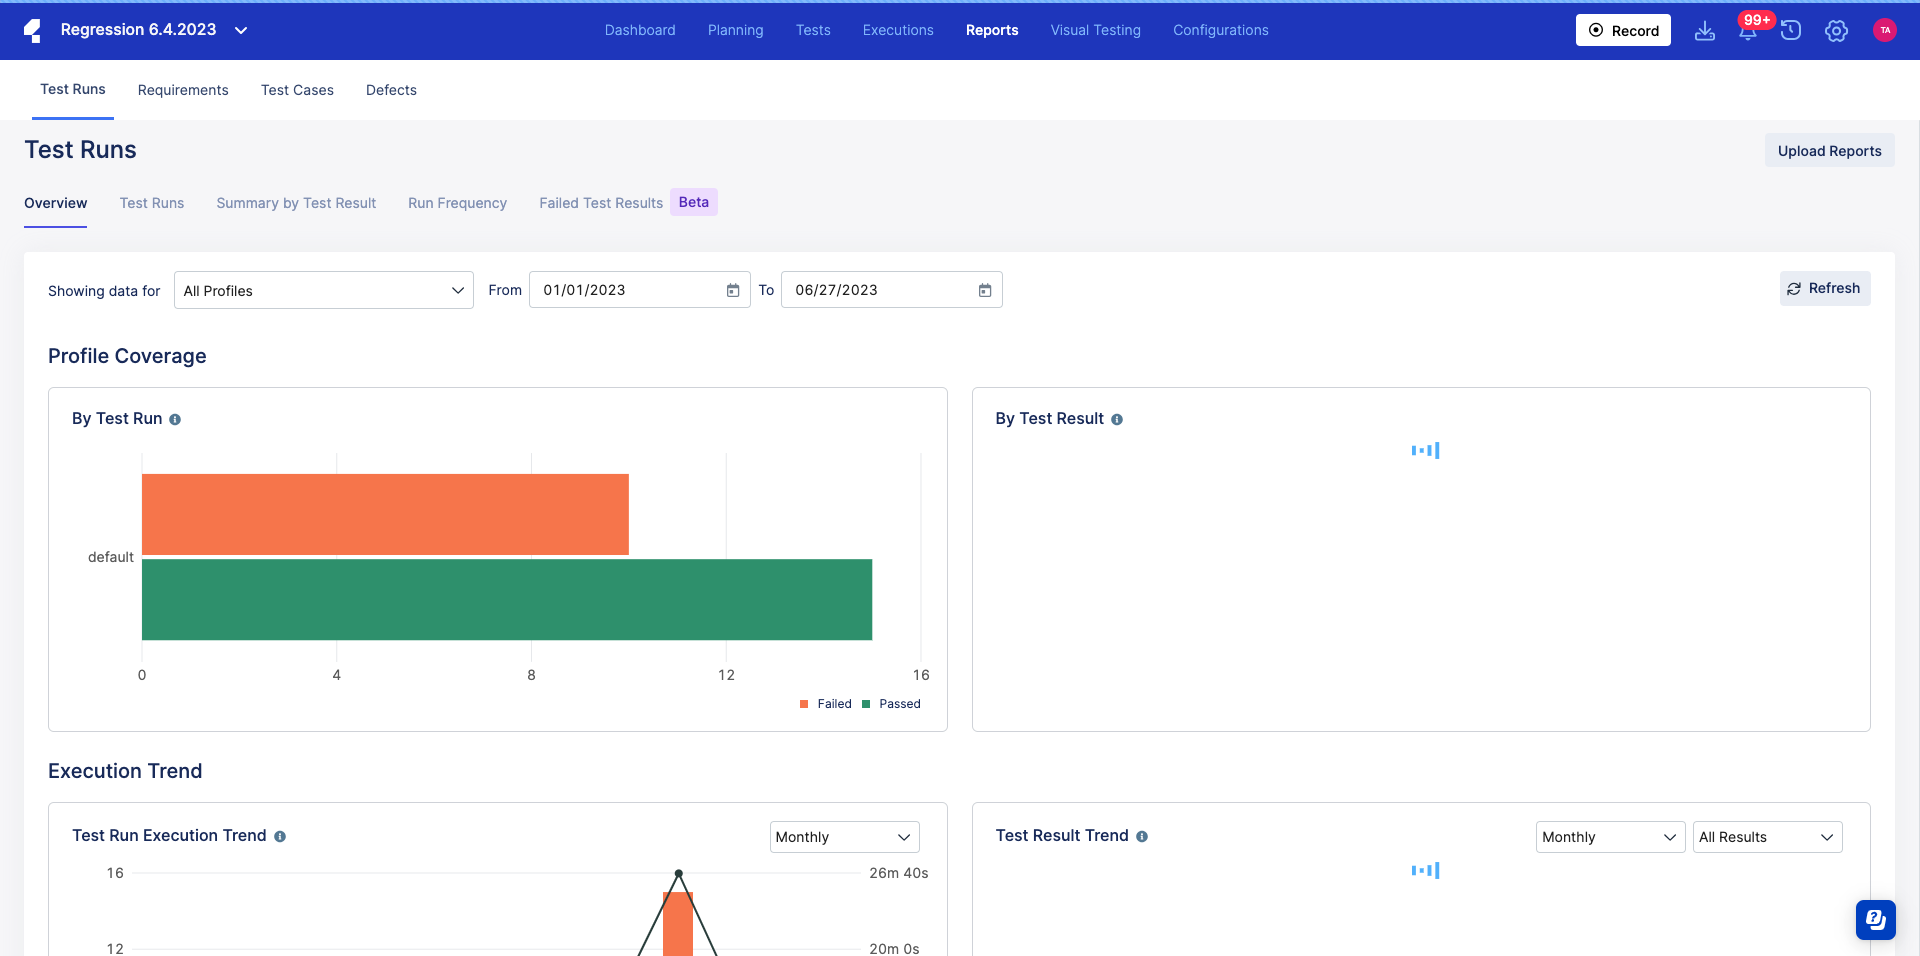 Regression 6.4.2023
Dashboard Planning Tests Executions Reports Visual Testing Configurations
Record
99+
TA
Test Runs Requirements Test Cases Defects
Test Runs
Upload Reports
Overview Test Runs Summary by Test Result Run Frequency Failed Test Results Beta
Showing data for All Profiles From 01/01/2023 To 06/27/2023
Refresh
Profile Coverage
By Test Run
default
0 4 8 12 16
Failed Passed
By Test Result
Execution Trend
Test Run Execution Trend Monthly
16 26m 40s
12 20m 0s
Test Result Trend Monthly All Results